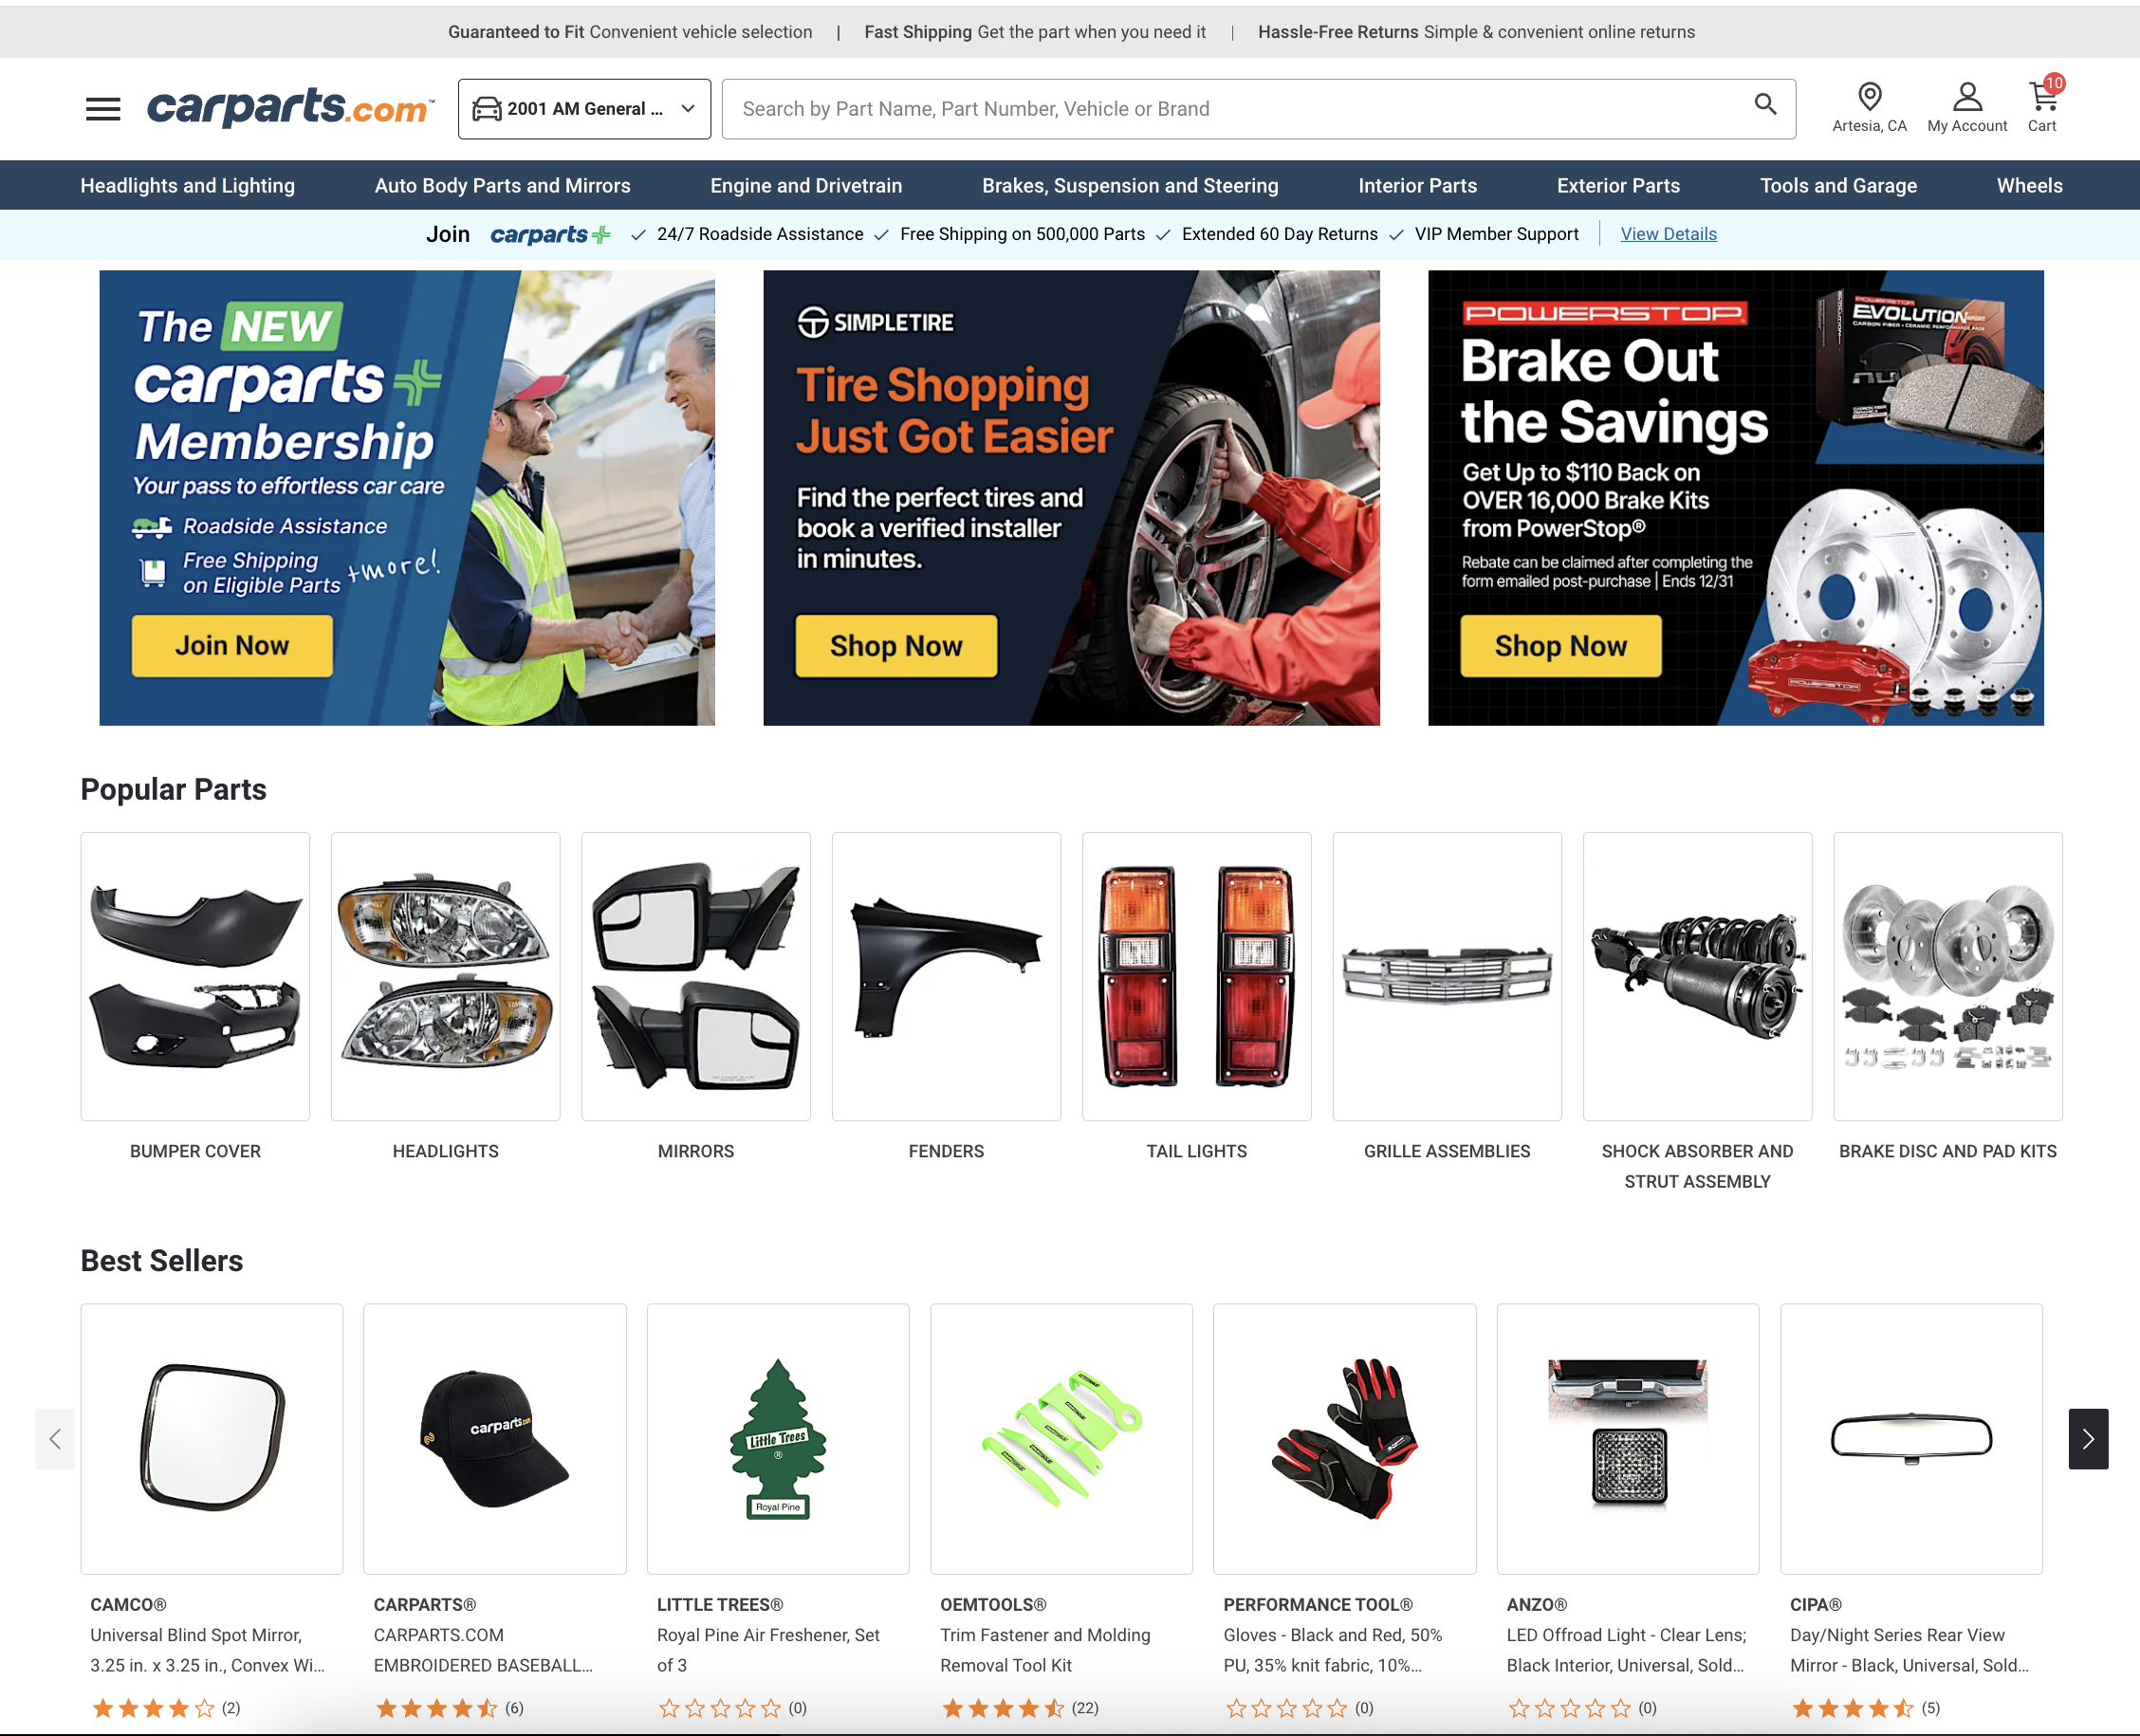 Guaranteed to Fit Convenient vehicle selection | Fast Shipping Get the part when you need it | Hassle-Free Returns Simple & convenient online returns
carparts.com™
2001 AM General ...
Search by Part Name, Part Number, Vehicle or Brand
10
Artesia, CA
My Account
Cart
Headlights and Lighting
Auto Body Parts and Mirrors
Engine and Drivetrain
Brakes, Suspension and Steering
Interior Parts
Exterior Parts
Tools and Garage
Wheels
Join carparts 24/7 Roadside Assistance Free Shipping on 500,000 Parts Extended 60 Day Returns VIP Member Support View Details
The NEW
carparts
Membership
Your pass to effortless car care
Roadside Assistance
Free Shipping
on Eligible Parts
+more!
Join Now
SIMPLETIRE
Tire Shopping
Just Got Easier
Find the perfect tires and
book a verified installer
in minutes.
Shop Now
POWERSTOP
Brake Out
the Savings
Get Up to $110 Back on
OVER 16,000 Brake Kits
from PowerStop®
Rebate can be claimed after completing the
form emailed post-purchase | Ends 12/31
Shop Now
POWERSTOP
EVOLUTION
CARBON FIBER - CERAMIC PERFORMANCE PADS
POWERSTOP
Popular Parts
BUMPER COVER
HEADLIGHTS
MIRRORS
FENDERS
TAIL LIGHTS
GRILLE ASSEMBLIES
SHOCK ABSORBER AND
STRUT ASSEMBLY
BRAKE DISC AND PAD KITS
Best Sellers
carparts.com
Little Trees
®
Royal Pine
CAMCO®
Universal Blind Spot Mirror,
3.25 in. x 3.25 in., Convex Wi...
(2)
CARPARTS®
CARPARTS.COM
EMBROIDERED BASEBALL...
(6)
LITTLE TREES®
Royal Pine Air Freshener, Set
of 3
(0)
OEMTOOLS®
Trim Fastener and Molding
Removal Tool Kit
(22)
PERFORMANCE TOOL®
Gloves - Black and Red, 50%
PU, 35% knit fabric, 10%...
(0)
ANZO®
LED Offroad Light - Clear Lens;
Black Interior, Universal, Sold...
(0)
CIPA®
Day/Night Series Rear View
Mirror - Black, Universal, Sold...
(5)